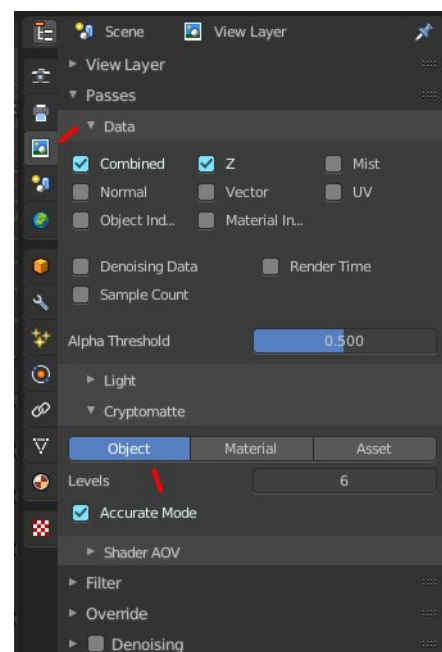 Scene View Layer
View Layer
Passes
Data
Combined Z Mist
Normal Vector UV
Object Ind... Material In...
Denoising Data Render Time
Sample Count
Alpha Threshold 0.500
Light
Cryptomatte
Object Material Asset
Levels 6
Accurate Mode
Shader AOV
Filter
Override
Denoising